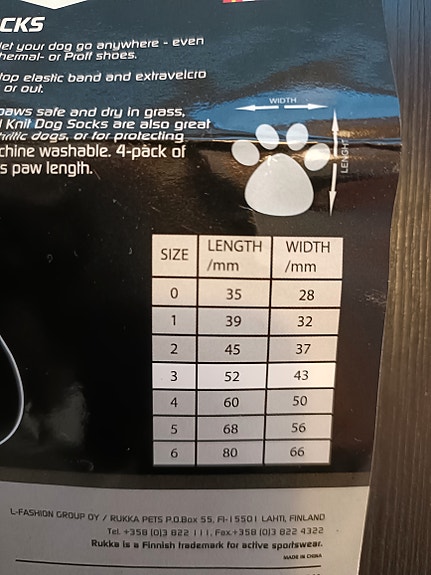 CKS
let your dog go anywhere - even
hermal- or Proff shoes.
top elastic band and extravelcro
or out.
paws safe and dry in grass,
Knit Dog Socks are also great
dogs, or for protecting
chine washable. 4-pack of
s paw length.
WIDTH
LENGHT
SIZE LENGTH /mm WIDTH /mm
0 35 28
1 39 32
2 45 37
3 52 43
4 60 50
5 68 56
6 80 66
L-FASHION GROUP OY / RUKKA PETS P.O.Box 55, FI-15501 LAHTI, FINLAND
Tel. +358 (0)3 822 111, Fax.+358 (0)3 822 4322
Rukka is a Finnish trademark for active sportswear.
MADE IN CHINA